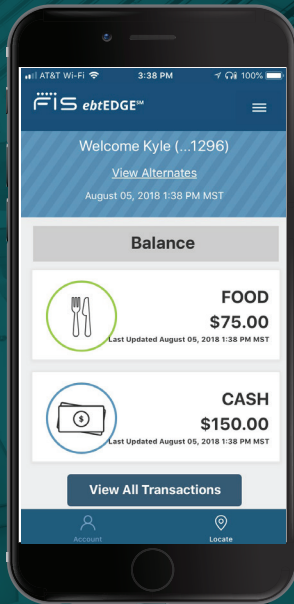 AT&T Wi-Fi 3:38 PM 100%
FIS ebtEDGE℠
Welcome Kyle (...1296)
View Alternates
August 05, 2018 1:38 PM MST
Balance
FOOD
$75.00
Last Updated August 05, 2018 1:38 PM MST
$
CASH
$150.00
Last Updated August 05, 2018 1:38 PM MST
View All Transactions
Account Locate